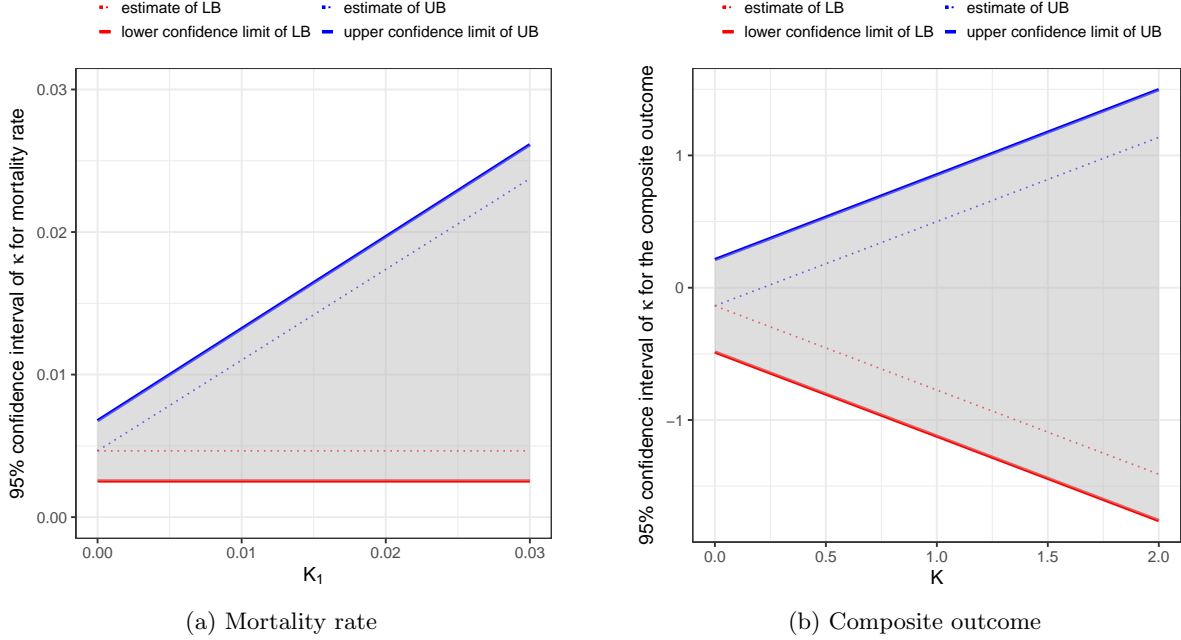 estimate of LB estimate of UB
lower confidence limit of LB upper confidence limit of UB
95% confidence interval of κ for mortality rate
0.03
0.02
0.01
0.00
0.00 0.01 0.02 0.03
K₁
(a) Mortality rate
estimate of LB estimate of UB
lower confidence limit of LB upper confidence limit of UB
95% confidence interval of κ for the composite outcome
1
0
−1
0.0 0.5 1.0 1.5 2.0
K
(b) Composite outcome